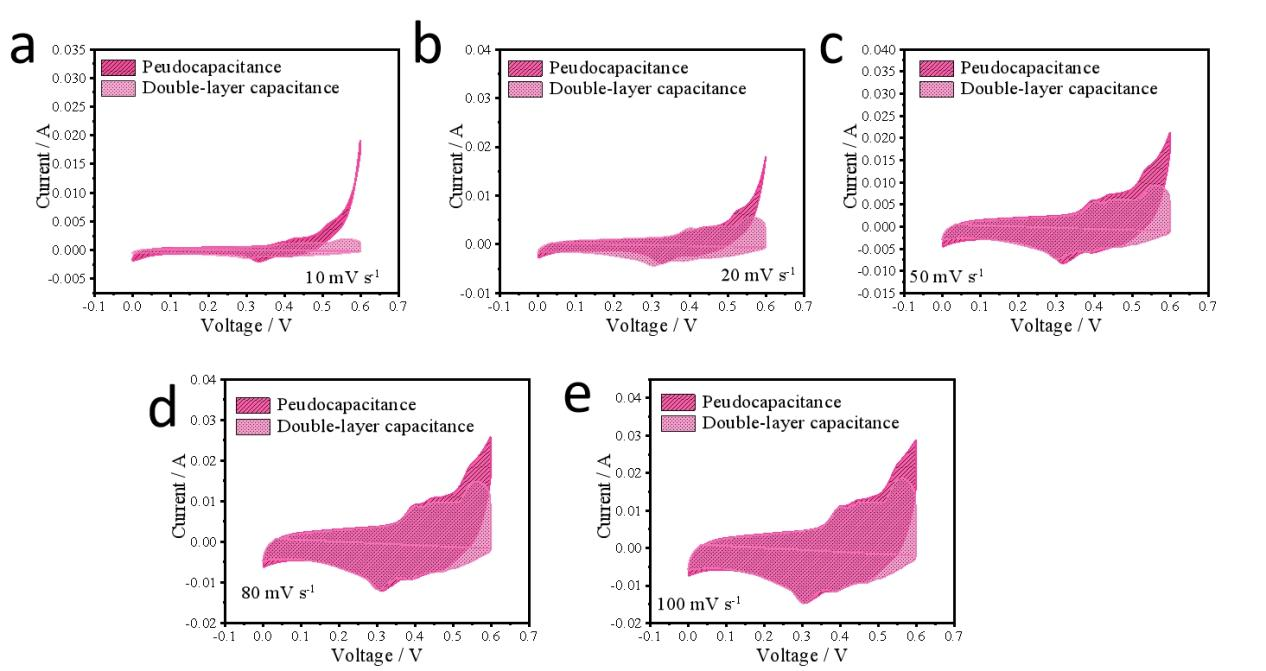 a
0.035
0.030
0.025
0.020
0.015
0.010
0.005
0.000
-0.005
Current / A
Peudocapacitance
Double-layer capacitance
10 mV s-1
-0.1 0.0 0.1 0.2 0.3 0.4 0.5 0.6 0.7
Voltage / V
b
0.04
0.03
0.02
0.01
0.00
-0.01
Current / A
Peudocapacitance
Double-layer capacitance
20 mV s-1
-0.1 0.0 0.1 0.2 0.3 0.4 0.5 0.6 0.7
Voltage / V
c
0.040
0.035
0.030
0.025
0.020
0.015
0.010
0.005
0.000
-0.005
-0.010
-0.015
Current / A
Peudocapacitance
Double-layer capacitance
50 mV s-1
-0.1 0.0 0.1 0.2 0.3 0.4 0.5 0.6 0.7
Voltage / V
d
0.04
0.03
0.02
0.01
0.00
-0.01
-0.02
Current / A
Peudocapacitance
Double-layer capacitance
80 mV s-1
-0.1 0.0 0.1 0.2 0.3 0.4 0.5 0.6 0.7
Voltage / V
e
0.04
0.03
0.02
0.01
0.00
-0.01
-0.02
Current / A
Peudocapacitance
Double-layer capacitance
100 mV s-1
-0.1 0.0 0.1 0.2 0.3 0.4 0.5 0.6 0.7
Voltage / V